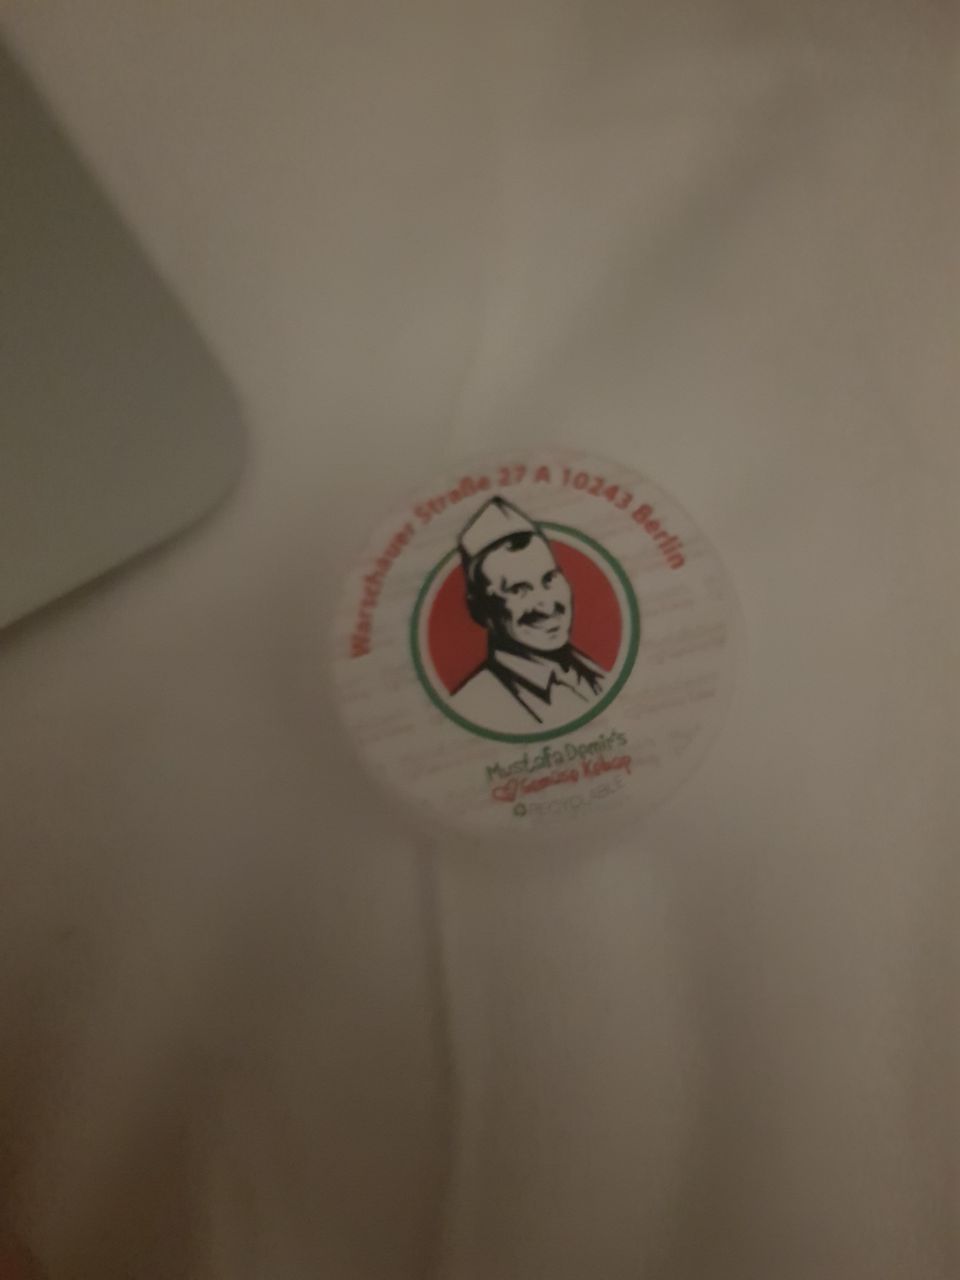 Warschauer Straße 27 A 10243 Berlin
Mustafa Demir's
Gemüse Kebap
RECYCLABLE